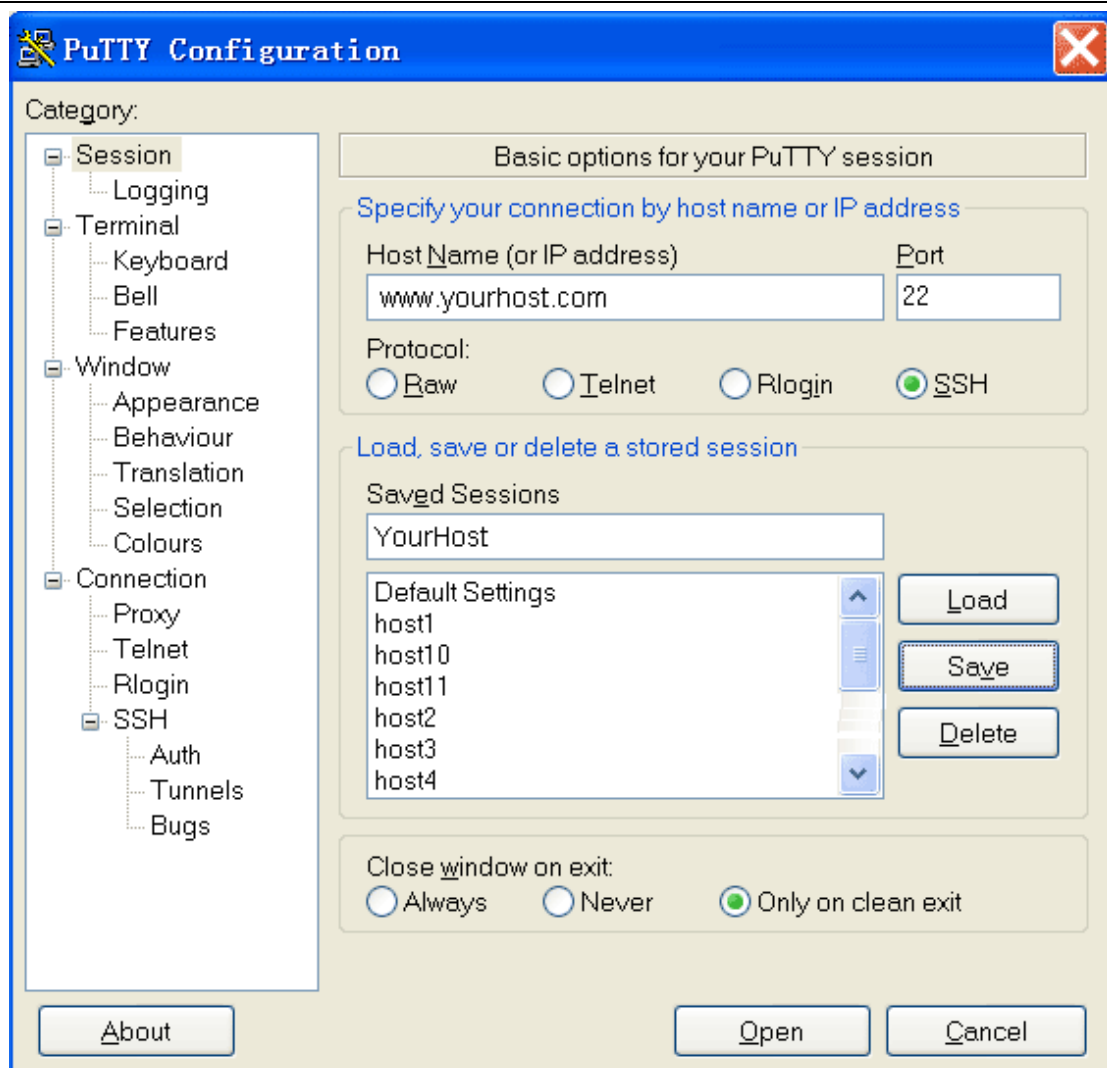 PuTTY Configuration
Category:
Session
Logging
Terminal
Keyboard
Bell
Features
Window
Appearance
Behaviour
Translation
Selection
Colours
Connection
Proxy
Telnet
Rlogin
SSH
Auth
Tunnels
Bugs
Basic options for your PuTTY session
Specify your connection by host name or IP address
Host Name (or IP address) Port
www.yourhost.com 22
Protocol:
Raw Telnet Rlogin SSH
Load, save or delete a stored session
Saved Sessions
YourHost
Default Settings
host1
host10
host11
host2
host3
host4
Load
Save
Delete
Close window on exit:
Always Never Only on clean exit
About Open Cancel